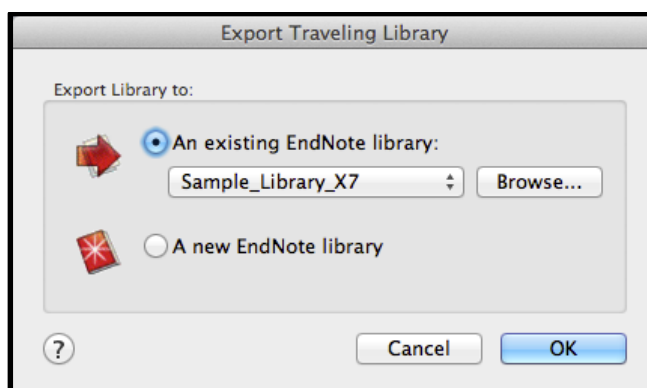 Export Traveling Library
Export Library to:
An existing EndNote library:
Sample_Library_X7
Browse...
A new EndNote library
?
Cancel
OK